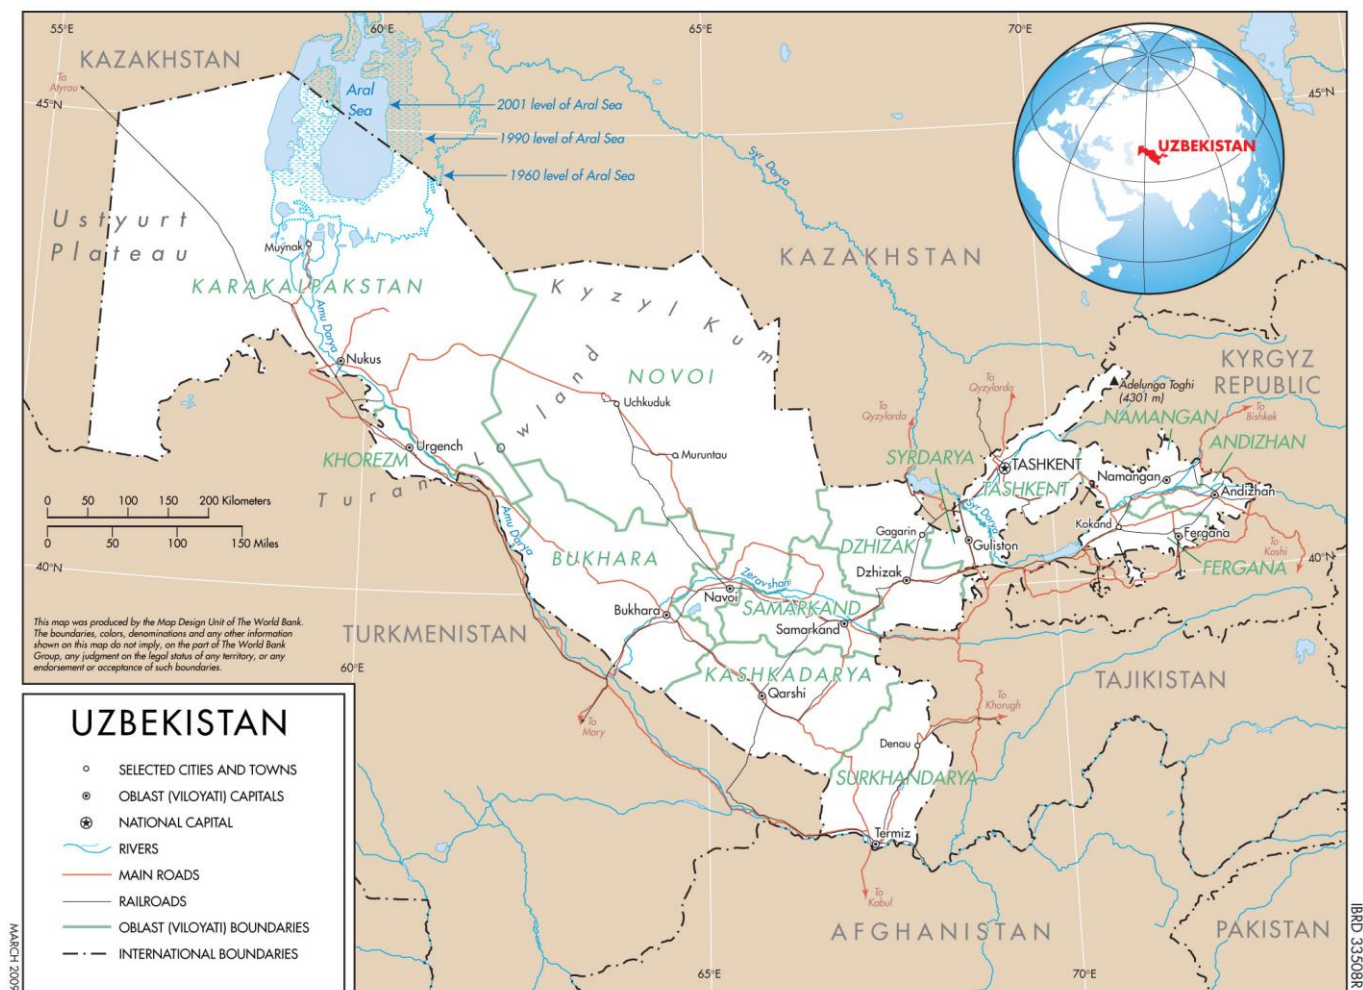 55°E
60°E
65°E
70°E
KAZAKHSTAN
To
Atyrau
45°N
Aral
Sea
2001 level of Aral Sea
1990 level of Aral Sea
1960 level of Aral Sea
45°N
UZBEKISTAN
Syr Darya
Ustyurt
Plateau
Muynak
KARAKALPAKSTAN
KAZAKHSTAN
Kyzyl Kum
Amu Darya
Nukus
NOVOI
Uchkuduk
Turan Lowland
KYRGYZ
REPUBLIC
Adelunga Toghi
(4301 m)
To
Qyzylorda
To
Qyzylorda
To
Bishkek
NAMANGAN
ANDIZHAN
Urgench
KHOREZM
Muruntau
SYRDARYA
TASHKENT
TASHKENT
Namangan
Andizhan
0 50 100 150 200 Kilometers
0 50 100 150 Miles
Amu Darya
Syr Darya
Gagarin
Guliston
Kokand
Fergana
To
Kashi
40°N
40°N
BUKHARA
DZHIZAK
Dzhizak
FERGANA
Zeravshan
Navoi
SAMARKAND
Bukhara
Samarkand
This map was produced by the Map Design Unit of The World Bank.
The boundaries, colors, denominations and any other information
shown on this map do not imply, on the part of The World Bank
Group, any judgment on the legal status of any territory, or any
endorsement or acceptance of such boundaries.
TURKMENISTAN
60°E
KASHKADARYA
Qarshi
TAJIKISTAN
To
Mary
To
Khorugh
Denau
SURKHANDARYA
Termiz
To
Kabul
AFGHANISTAN
PAKISTAN
65°E
70°E
UZBEKISTAN
SELECTED CITIES AND TOWNS
OBLAST (VILOYATI) CAPITALS
NATIONAL CAPITAL
RIVERS
MAIN ROADS
RAILROADS
OBLAST (VILOYATI) BOUNDARIES
INTERNATIONAL BOUNDARIES
MARCH 2009
IBRD 33508R